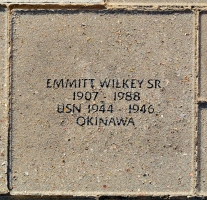 EMMITT WILKEY SR
1907 - 1988
USN 1944 - 1946
OKINAWA